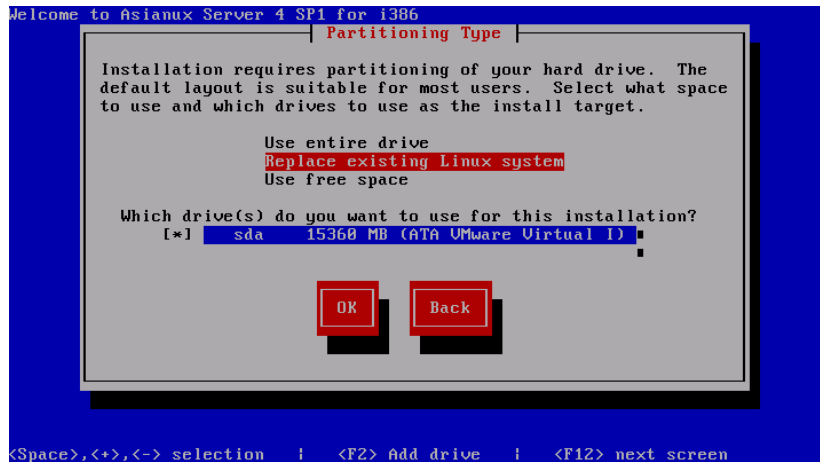 Welcome to Asianux Server 4 SP1 for i386
Partitioning Type
Installation requires partitioning of your hard drive. The
default layout is suitable for most users. Select what space
to use and which drives to use as the install target.
Use entire drive
Replace existing Linux system
Use free space
Which drive(s) do you want to use for this installation?
[*] sda 15360 MB (ATA VMware Virtual I)
OK Back
<Space>,<+>,<-> selection | <F2> Add drive | <F12> next screen